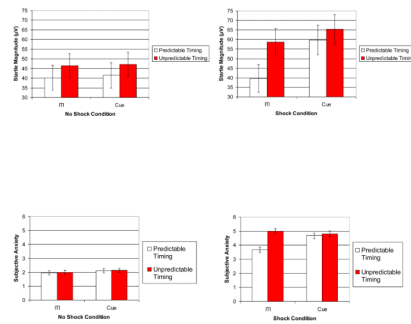 75
70
65
60
55
50
45
40
35
30
Startle Magnitude (µV)
ITI
Cue
No Shock Condition
Predictable Timing
Unpredictable Timing
75
70
65
60
55
50
45
40
35
30
Startle Magnitude (µV)
ITI
Cue
Shock Condition
Predictable Timing
Unpredictable Timing
6
5
4
3
2
1
0
Subjective Anxiety
ITI
Cue
No Shock Condition
Predictable
Timing
Unpredictable
Timing
6
5
4
3
2
1
0
Subjective Anxiety
ITI
Cue
Shock Condition
Predictable
Timing
Unpredictable
Timing